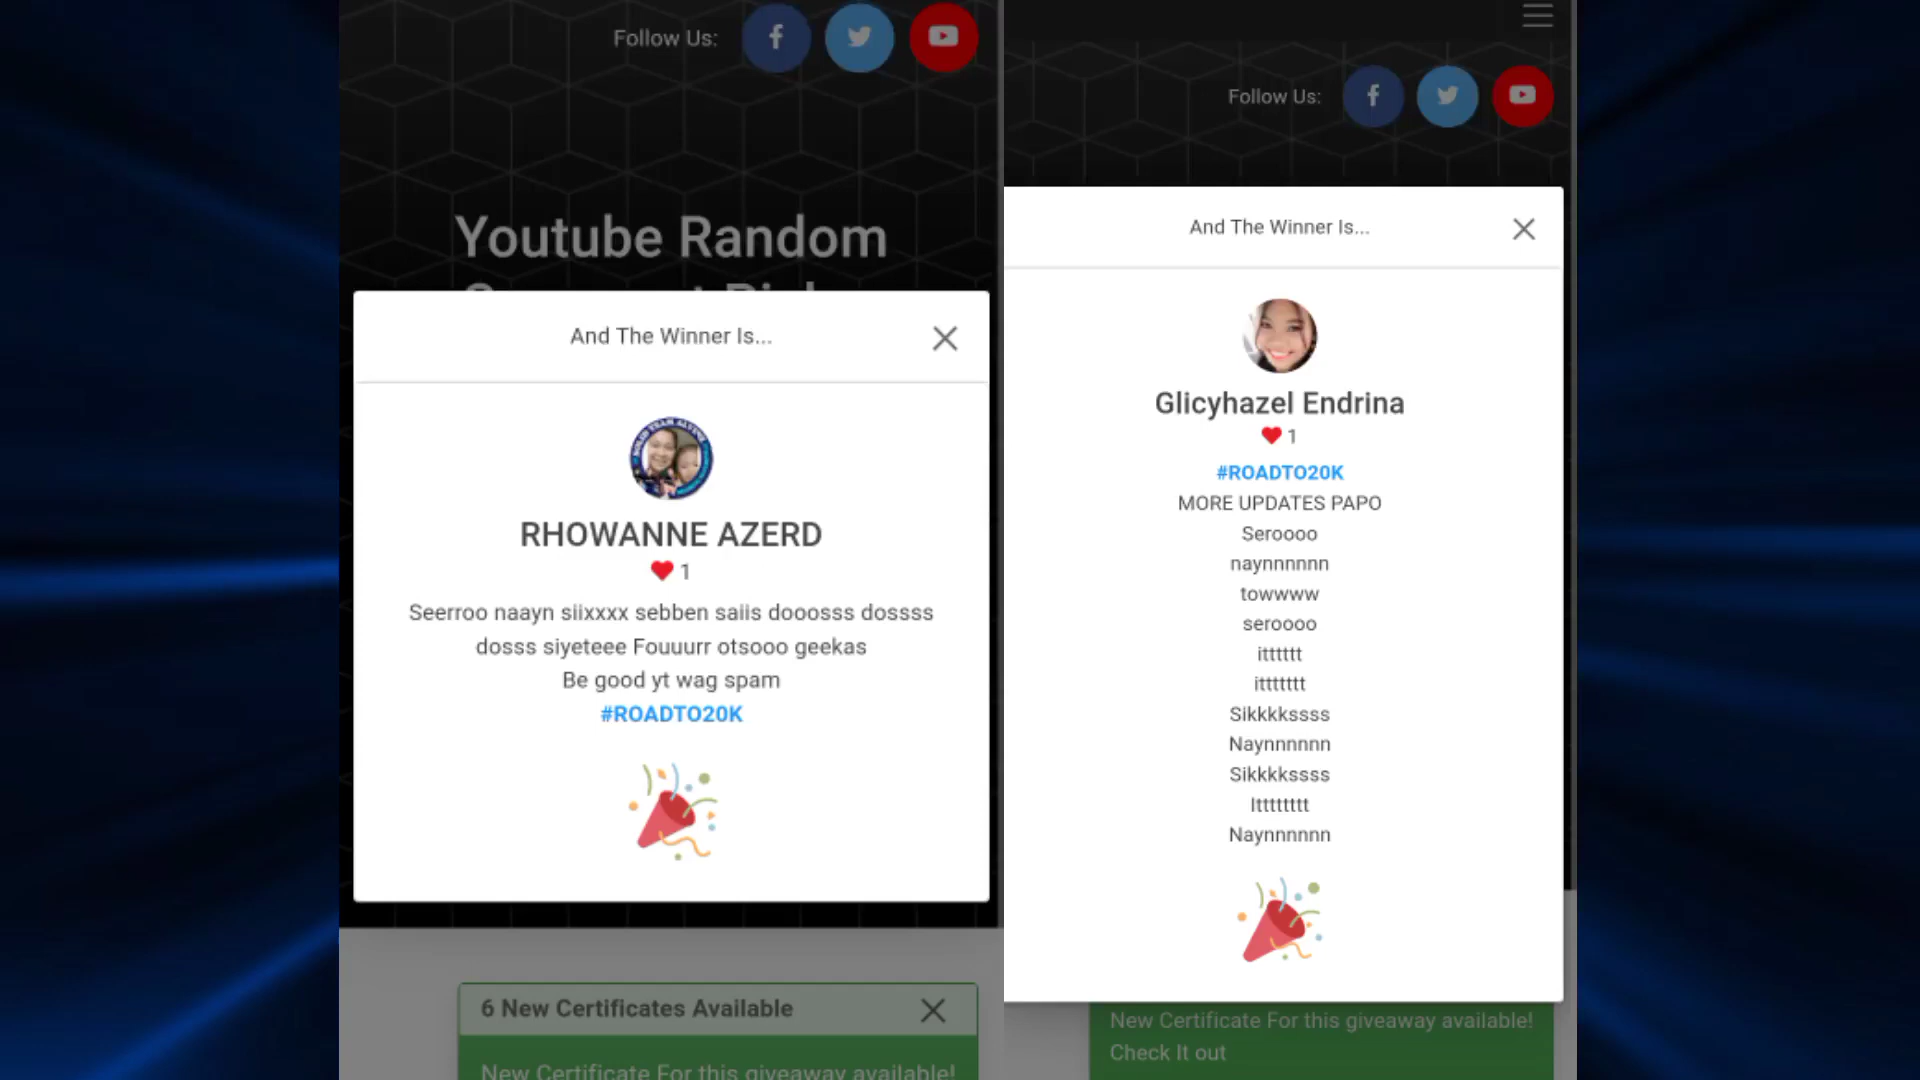 Follow Us:
Youtube Random
And The Winner Is...
RHOWANNE AZERD
1
Seerroo naayn siixxxx sebben saiis dooosss dossss
dosss siyeteee Fouuurr otsooo geekas
Be good yt wag spam
#ROADTO20K
6 New Certificates Available
New Certificate For this giveaway available!
Follow Us:
And The Winner Is...
Glicyhazel Endrina
1
#ROADTO20K
MORE UPDATES PAPO
Seroooo
naynnnnnn
towwww
seroooo
itttttt
ittttttt
Sikkkkssss
Naynnnnnn
Sikkkkssss
Itttttttt
Naynnnnnn
New Certificate For this giveaway available!
Check It out